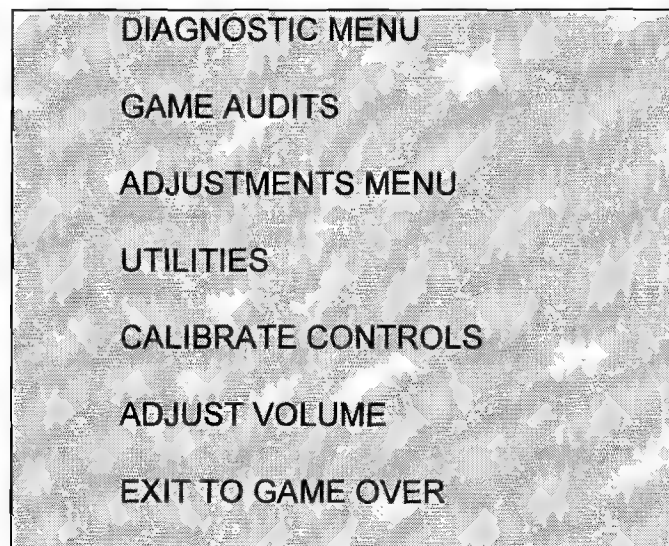 DIAGNOSTIC MENU
GAME AUDITS
ADJUSTMENTS MENU
UTILITIES
CALIBRATE CONTROLS
ADJUST VOLUME
EXIT TO GAME OVER